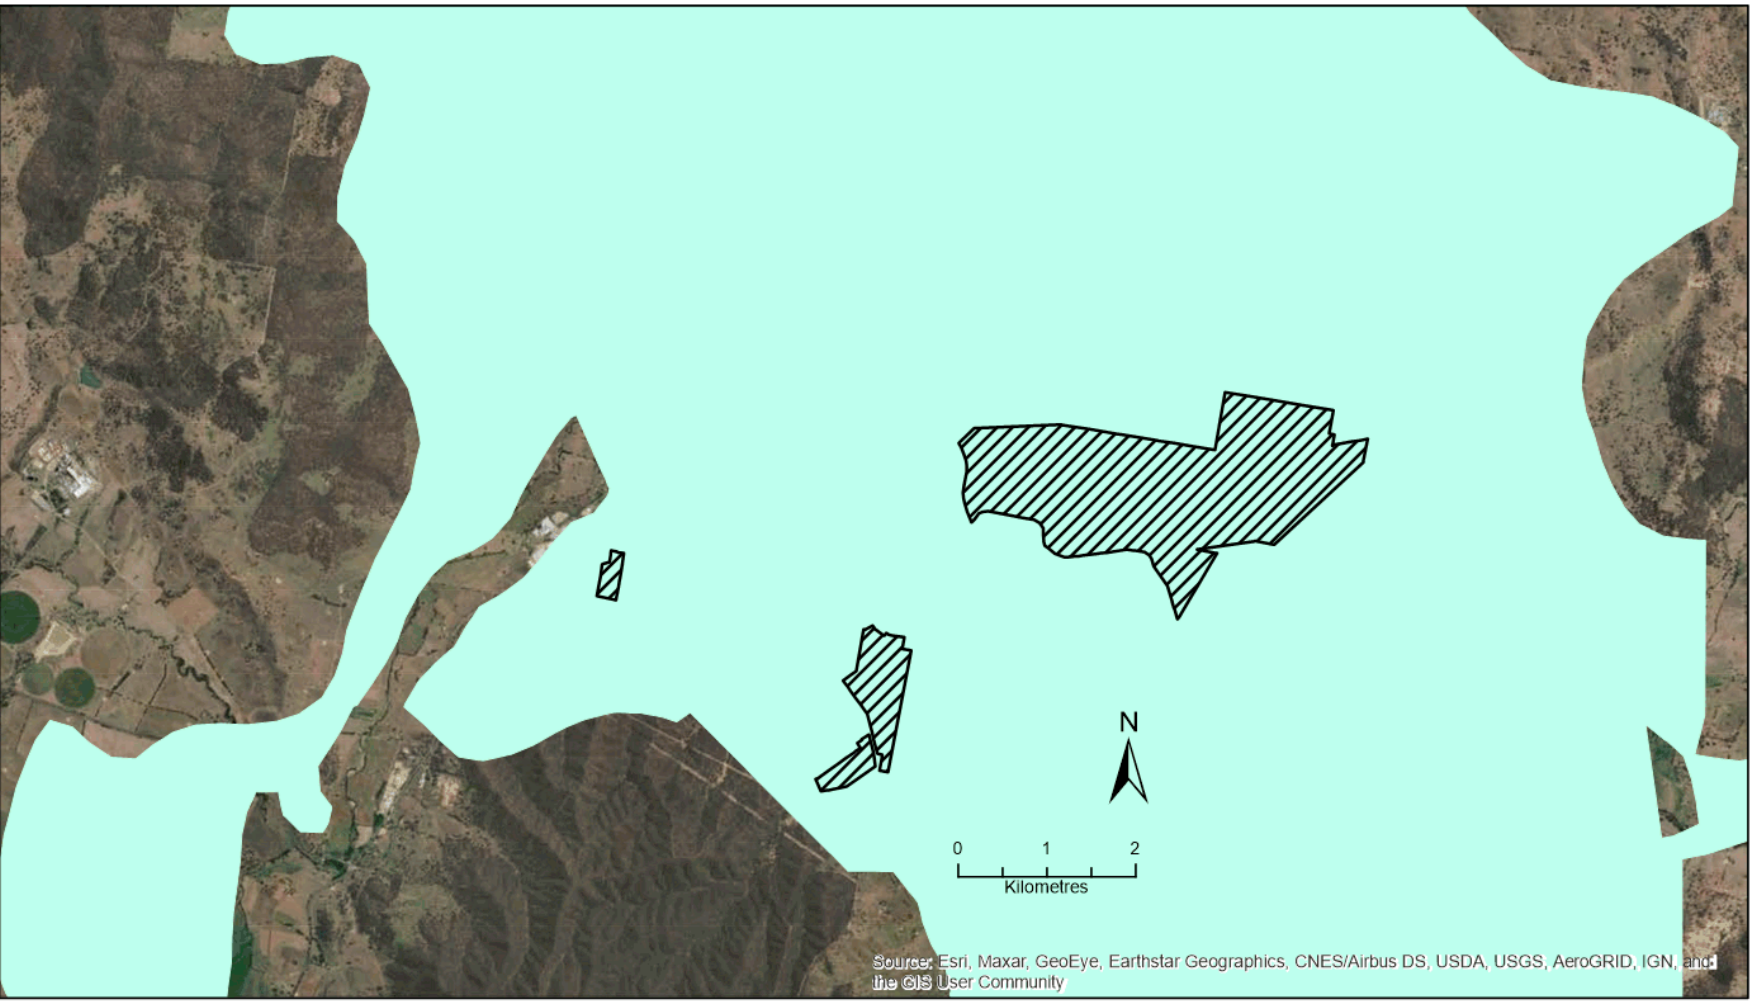 N
0 1 2
Kilometres
Source: Esri, Maxar, GeoEye, Earthstar Geographics, CNES/Airbus DS, USDA, USGS, AeroGRID, IGN, and
the GIS User Community